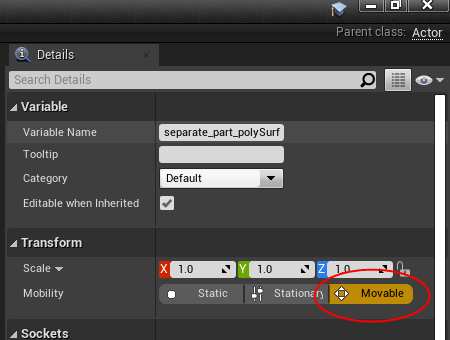 Parent class: Actor
Details
Search Details
Variable
Variable Name separate_part_polySurf
Tooltip
Category Default
Editable when Inherited
Transform
Scale X 1.0 Y 1.0 Z 1.0
Mobility Static Stationary Movable
Sockets